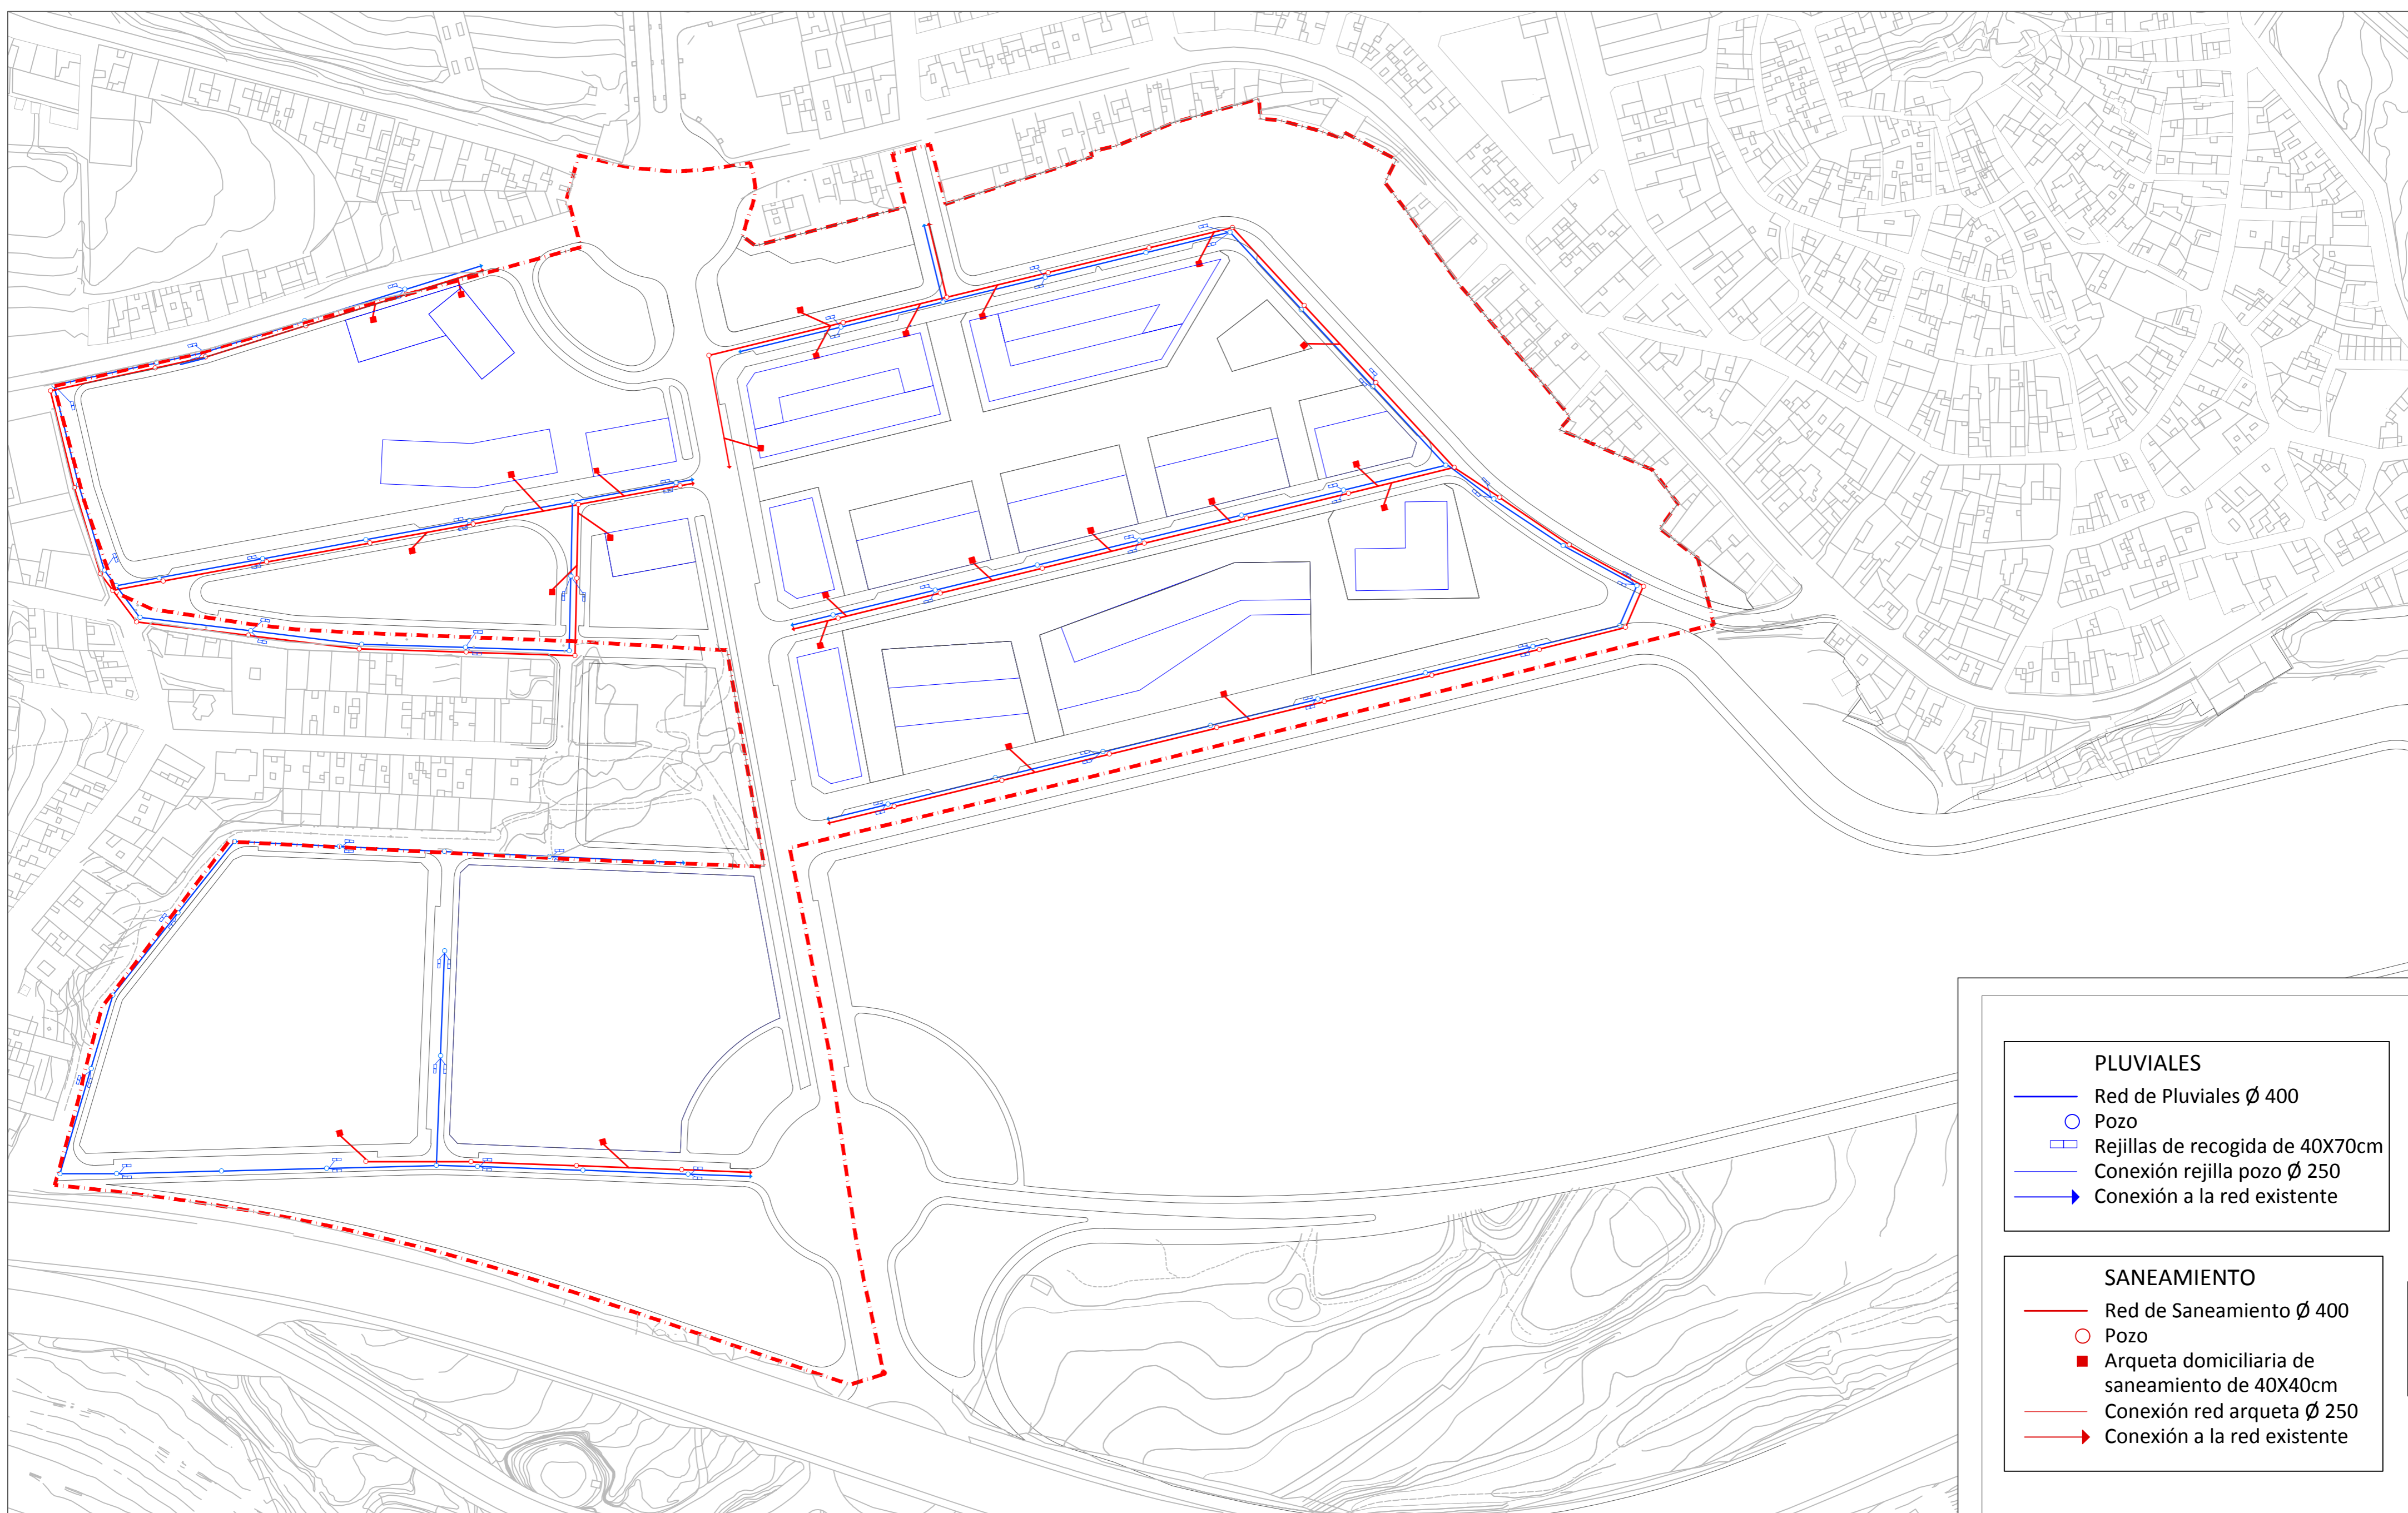 PLUVIALES
Red de Pluviales Ø 400
Pozo
Rejillas de recogida de 40X70cm
Conexión rejilla pozo Ø 250
Conexión a la red existente
SANEAMIENTO
Red de Saneamiento Ø 400
Pozo
Arqueta domiciliaria de
saneamiento de 40X40cm
Conexión red arqueta Ø 250
Conexión a la red existente